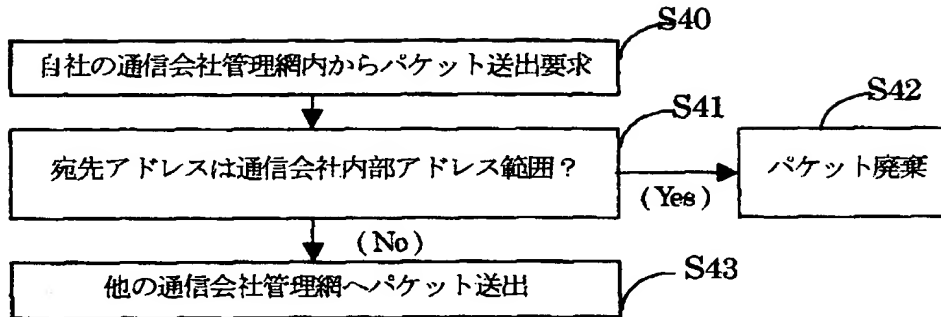 S40
自社の通信会社管理網内からパケット送出要求
S41
宛先アドレスは通信会社内部アドレス範囲?
S42
パケット廃棄
(Yes)
(No)
他の通信会社管理網へパケット送出
S43